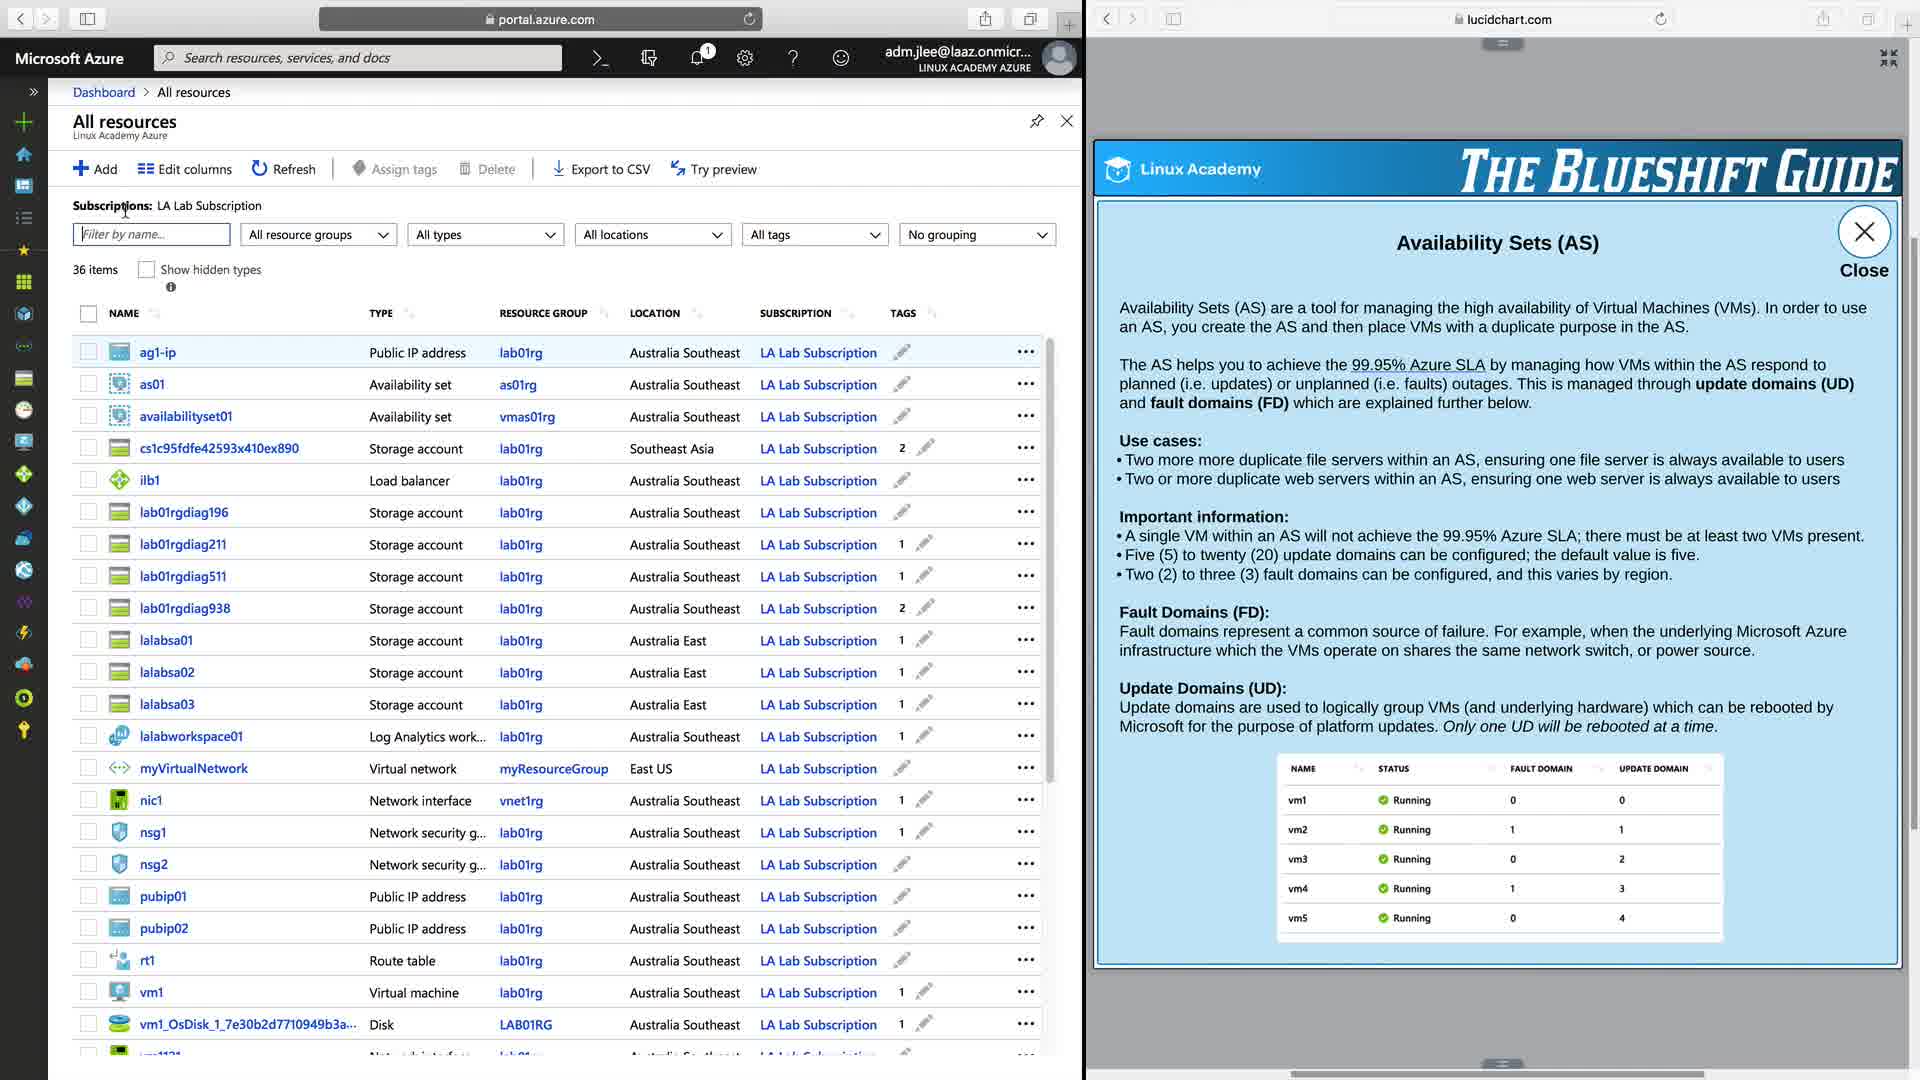 portal.azure.com
Microsoft Azure
Search resources, services, and docs
1
adm.jlee@laaz.onmicr...
LINUX ACADEMY AZURE
Dashboard > All resources
All resources
Linux Academy Azure
Add
Edit columns
Refresh
Assign tags
Delete
Export to CSV
Try preview
Subscriptions: LA Lab Subscription
Filter by name...
All resource groups
All types
All locations
All tags
No grouping
36 items
Show hidden types
NAME TYPE RESOURCE GROUP LOCATION SUBSCRIPTION TAGS
ag1-ip Public IP address lab01rg Australia Southeast LA Lab Subscription
as01 Availability set as01rg Australia Southeast LA Lab Subscription
availabilityset01 Availability set vmas01rg Australia Southeast LA Lab Subscription
cs1c95fdfe42593x410ex890 Storage account lab01rg Southeast Asia LA Lab Subscription 2
ilb1 Load balancer lab01rg Australia Southeast LA Lab Subscription
lab01rgdiag196 Storage account lab01rg Australia Southeast LA Lab Subscription
lab01rgdiag211 Storage account lab01rg Australia Southeast LA Lab Subscription 1
lab01rgdiag511 Storage account lab01rg Australia Southeast LA Lab Subscription 1
lab01rgdiag938 Storage account lab01rg Australia Southeast LA Lab Subscription 2
lalabsa01 Storage account lab01rg Australia East LA Lab Subscription 1
lalabsa02 Storage account lab01rg Australia East LA Lab Subscription 1
lalabsa03 Storage account lab01rg Australia East LA Lab Subscription 1
lalabworkspace01 Log Analytics work... lab01rg Australia Southeast LA Lab Subscription 1
myVirtualNetwork Virtual network myResourceGroup East US LA Lab Subscription
nic1 Network interface vnet1rg Australia Southeast LA Lab Subscription 1
nsg1 Network security g... lab01rg Australia Southeast LA Lab Subscription 1
nsg2 Network security g... lab01rg Australia Southeast LA Lab Subscription
pubip01 Public IP address lab01rg Australia Southeast LA Lab Subscription
pubip02 Public IP address lab01rg Australia Southeast LA Lab Subscription
rt1 Route table lab01rg Australia Southeast LA Lab Subscription
vm1 Virtual machine lab01rg Australia Southeast LA Lab Subscription 1
vm1_OsDisk_1_7e30b2d7710949b3a... Disk LAB01RG Australia Southeast LA Lab Subscription 1
lucidchart.com
Linux Academy
THE BLUESHIFT GUIDE
Availability Sets (AS)
Close
Availability Sets (AS) are a tool for managing the high availability of Virtual Machines (VMs). In order to use
an AS, you create the AS and then place VMs with a duplicate purpose in the AS.
The AS helps you to achieve the 99.95% Azure SLA by managing how VMs within the AS respond to
planned (i.e. updates) or unplanned (i.e. faults) outages. This is managed through update domains (UD)
and fault domains (FD) which are explained further below.
Use cases:
• Two more more duplicate file servers within an AS, ensuring one file server is always available to users
• Two or more duplicate web servers within an AS, ensuring one web server is always available to users
Important information:
• A single VM within an AS will not achieve the 99.95% Azure SLA; there must be at least two VMs present.
• Five (5) to twenty (20) update domains can be configured; the default value is five.
• Two (2) to three (3) fault domains can be configured, and this varies by region.
Fault Domains (FD):
Fault domains represent a common source of failure. For example, when the underlying Microsoft Azure
infrastructure which the VMs operate on shares the same network switch, or power source.
Update Domains (UD):
Update domains are used to logically group VMs (and underlying hardware) which can be rebooted by
Microsoft for the purpose of platform updates. Only one UD will be rebooted at a time.
NAME STATUS FAULT DOMAIN UPDATE DOMAIN
vm1 Running 0 0
vm2 Running 1 1
vm3 Running 0 2
vm4 Running 1 3
vm5 Running 0 4